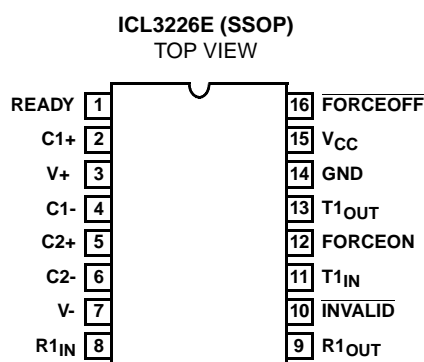 ICL3226E (SSOP)
TOP VIEW
READY 1 16 FORCEOFF
C1+ 2 15 VCC
V+ 3 14 GND
C1- 4 13 T1OUT
C2+ 5 12 FORCEON
C2- 6 11 T1IN
V- 7 10 INVALID
R1IN 8 9 R1OUT